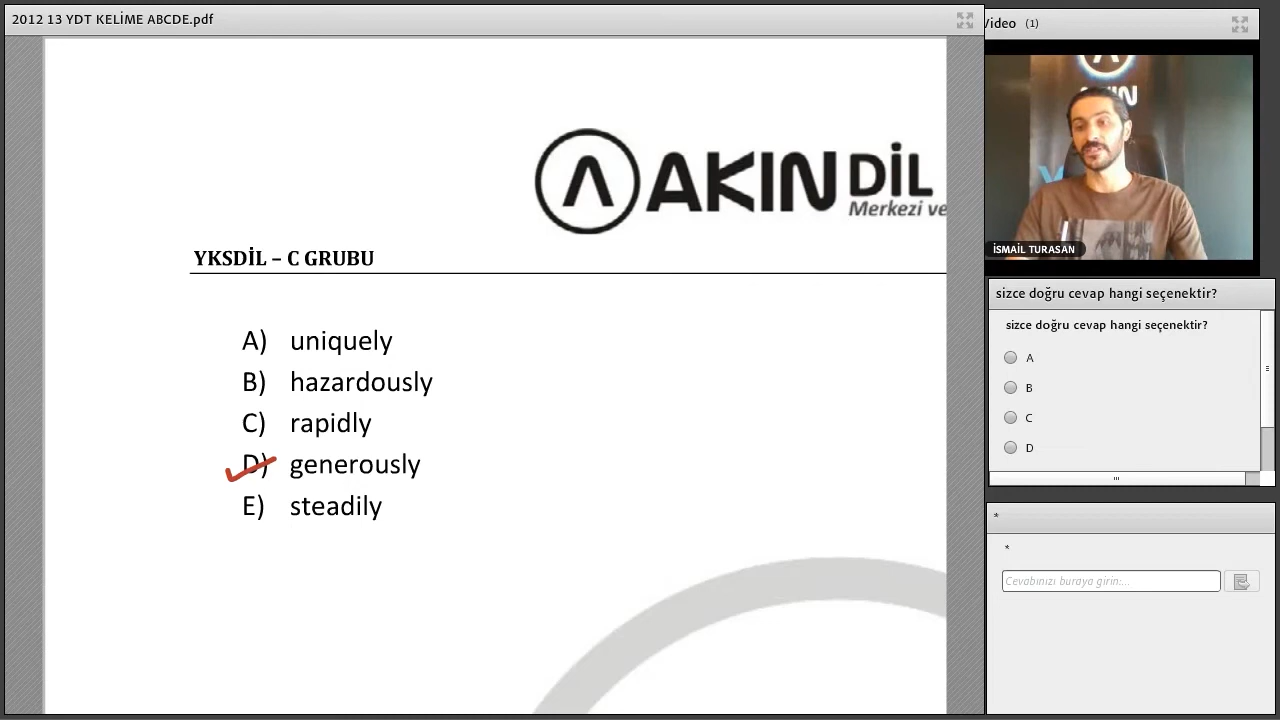 2012 13 YDT KELİME ABCDE.pdf
Video (1)
AKIN DİL
Merkezi ve
AKIN
İSMAİL TURASAN
YKSDİL – C GRUBU
A) uniquely
B) hazardously
C) rapidly
D) generously
E) steadily
sizce doğru cevap hangi seçenektir?
sizce doğru cevap hangi seçenektir?
A
B
C
D
*
*
Cevabınızı buraya girin:...